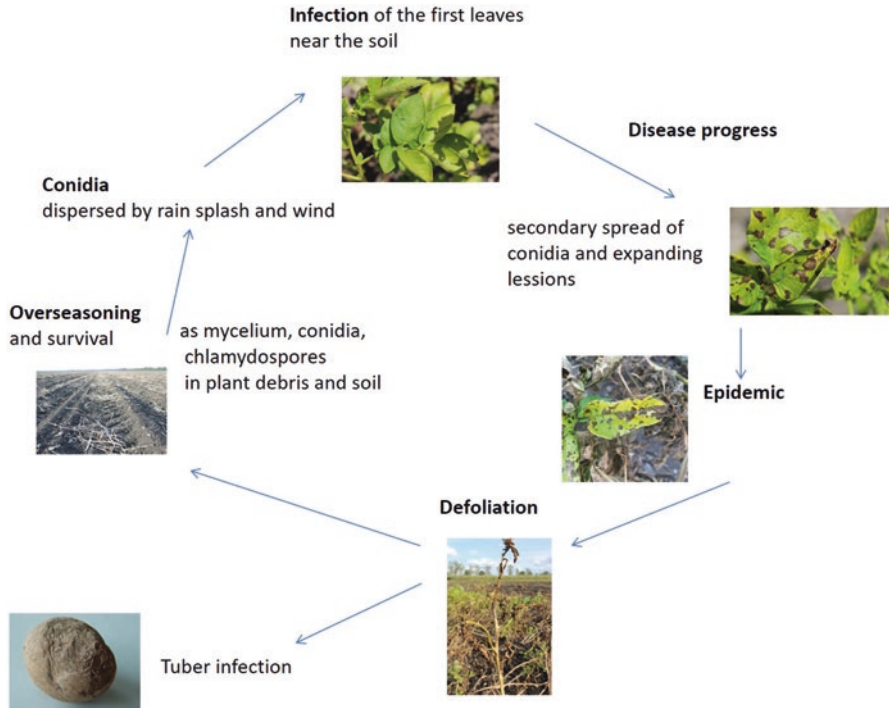 Infection of the first leaves
near the soil
Disease progress
Conidia
dispersed by rain splash and wind
secondary spread of
conidia and expanding
lessions
Overseasoning
and survival
as mycelium, conidia,
chlamydospores
in plant debris and soil
Epidemic
Defoliation
Tuber infection